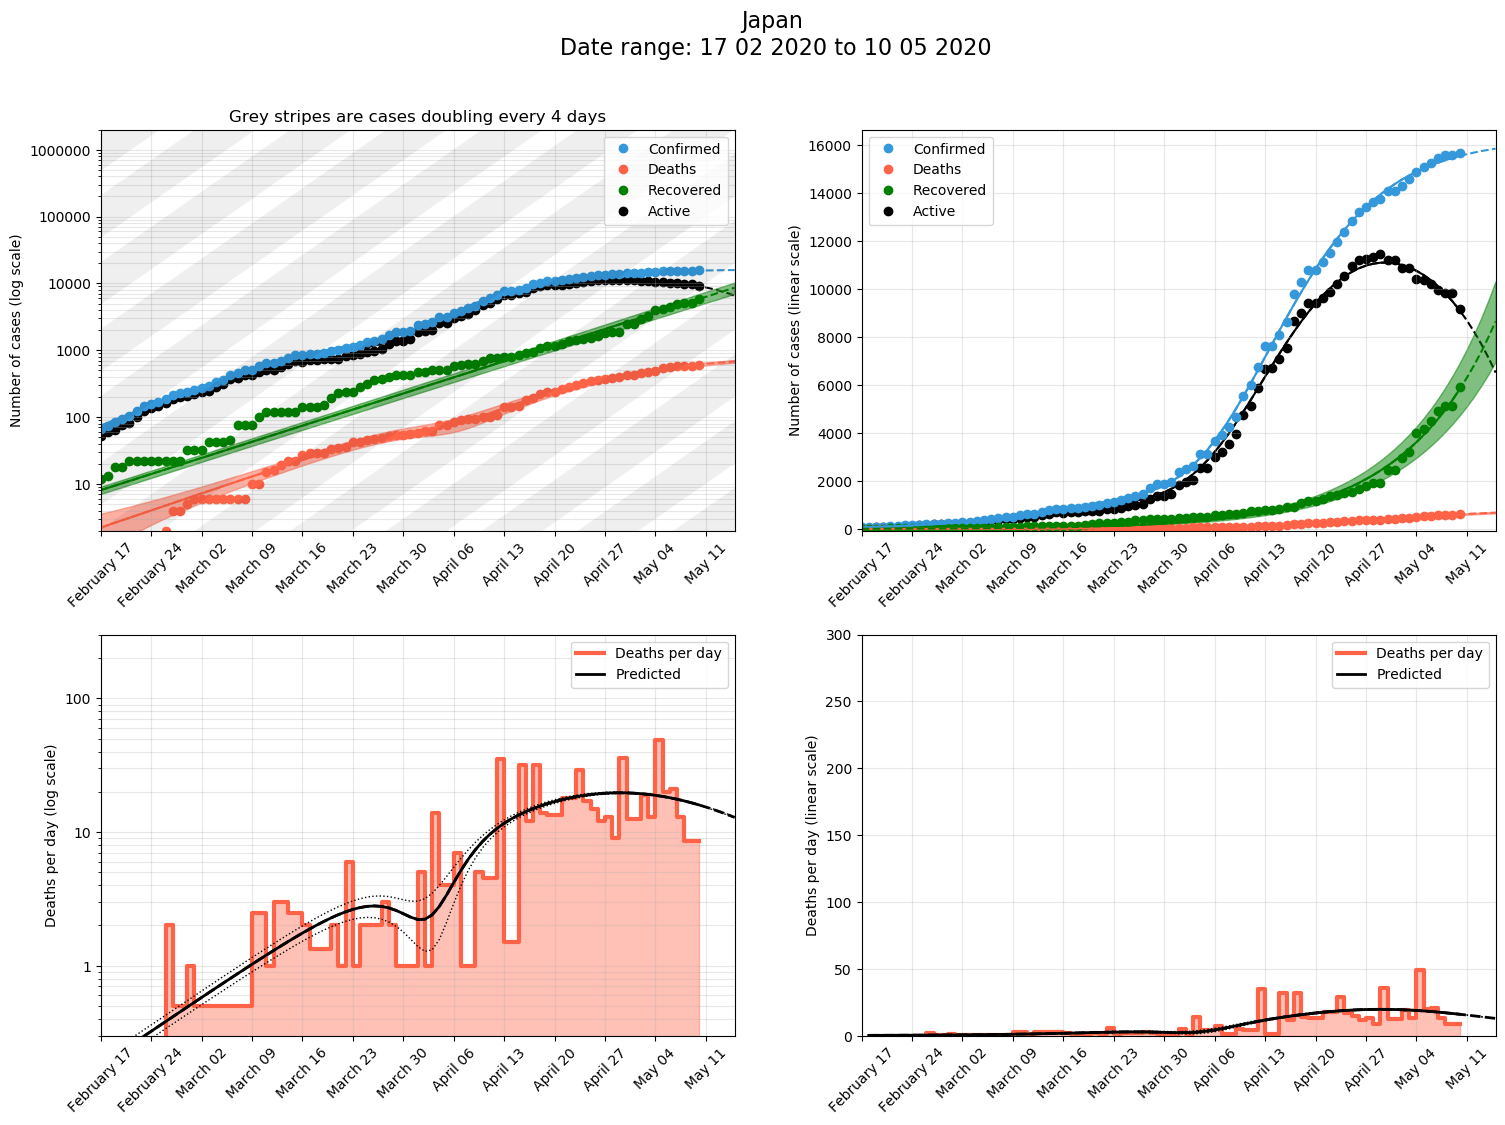 Japan
Date range: 17 02 2020 to 10 05 2020
Grey stripes are cases doubling every 4 days
Number of cases (log scale)
1000000
100000
10000
1000
100
10
Confirmed
Deaths
Recovered
Active
February 17
February 24
March 02
March 09
March 16
March 23
March 30
April 06
April 13
April 20
April 27
May 04
May 11
Number of cases (linear scale)
16000
14000
12000
10000
8000
6000
4000
2000
0
Confirmed
Deaths
Recovered
Active
February 17
February 24
March 02
March 09
March 16
March 23
March 30
April 06
April 13
April 20
April 27
May 04
May 11
Deaths per day (log scale)
100
10
1
Deaths per day
Predicted
February 17
February 24
March 02
March 09
March 16
March 23
March 30
April 06
April 13
April 20
April 27
May 04
May 11
Deaths per day (linear scale)
300
250
200
150
100
50
0
Deaths per day
Predicted
February 17
February 24
March 02
March 09
March 16
March 23
March 30
April 06
April 13
April 20
April 27
May 04
May 11